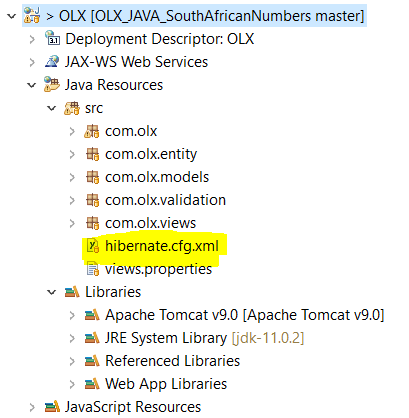 > OLX [OLX_JAVA_SouthAfricanNumbers master]
Deployment Descriptor: OLX
JAX-WS Web Services
Java Resources
src
com.olx
com.olx.entity
com.olx.models
com.olx.validation
com.olx.views
hibernate.cfg.xml
views.properties
Libraries
Apache Tomcat v9.0 [Apache Tomcat v9.0]
JRE System Library [jdk-11.0.2]
Referenced Libraries
Web App Libraries
JavaScript Resources